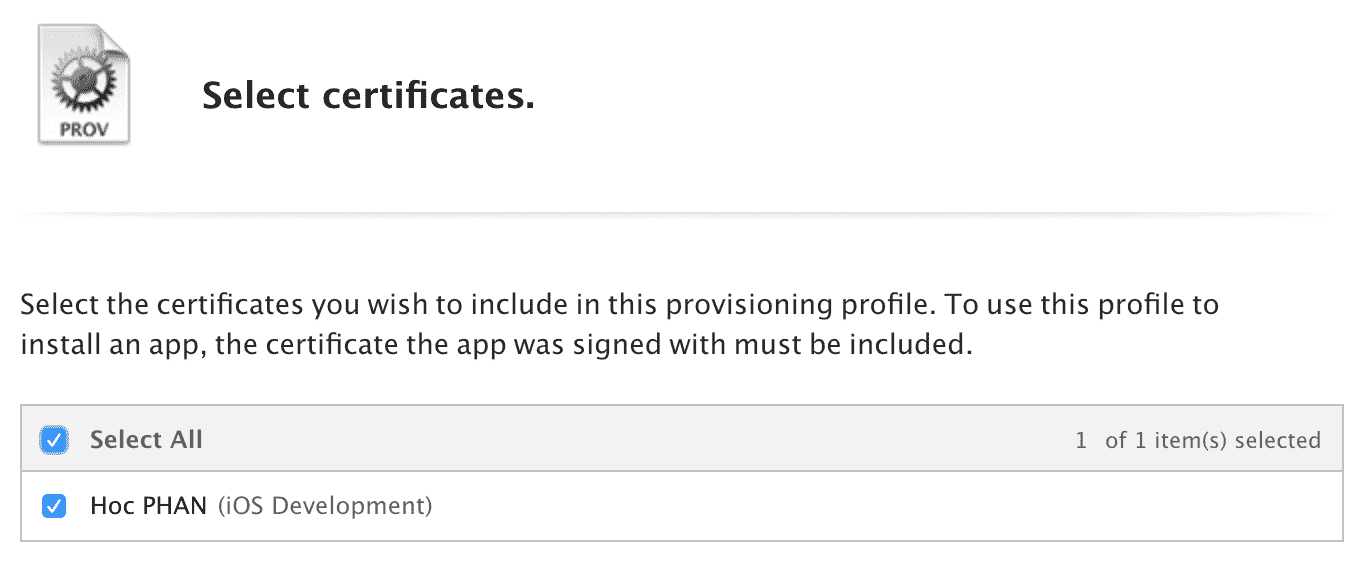 PROV
Select certificates.
Select the certificates you wish to include in this provisioning profile. To use this profile to
install an app, the certificate the app was signed with must be included.
Select All 1 of 1 item(s) selected
Hoc PHAN (iOS Development)